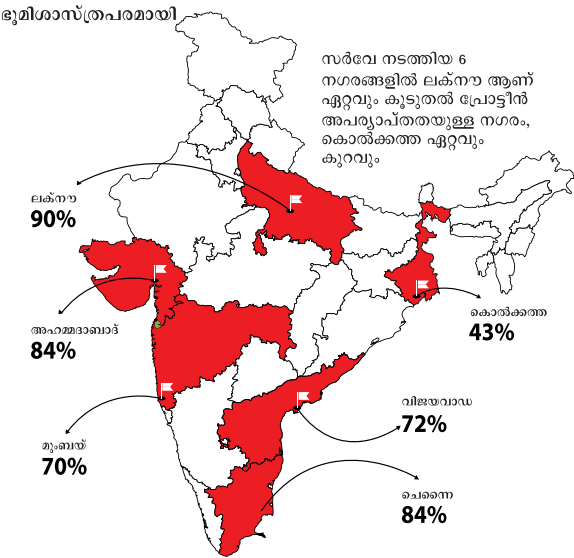 ഭൂമിശാസ്ത്രപരമായി
സർവേ നടത്തിയ 6
നഗരങ്ങളിൽ ലക്നൗ ആണ്
ഏറ്റവും കൂടുതൽ പ്രോട്ടീൻ
അപര്യാപ്തതയുള്ള നഗരം,
കൊൽക്കത്ത ഏറ്റവും
കുറവും
ലക്നൗ
90%
അഹമ്മദാബാദ്
84%
കൊൽക്കത്ത
43%
വിജയവാഡ
72%
മുംബയ്
70%
ചെന്നൈ
84%